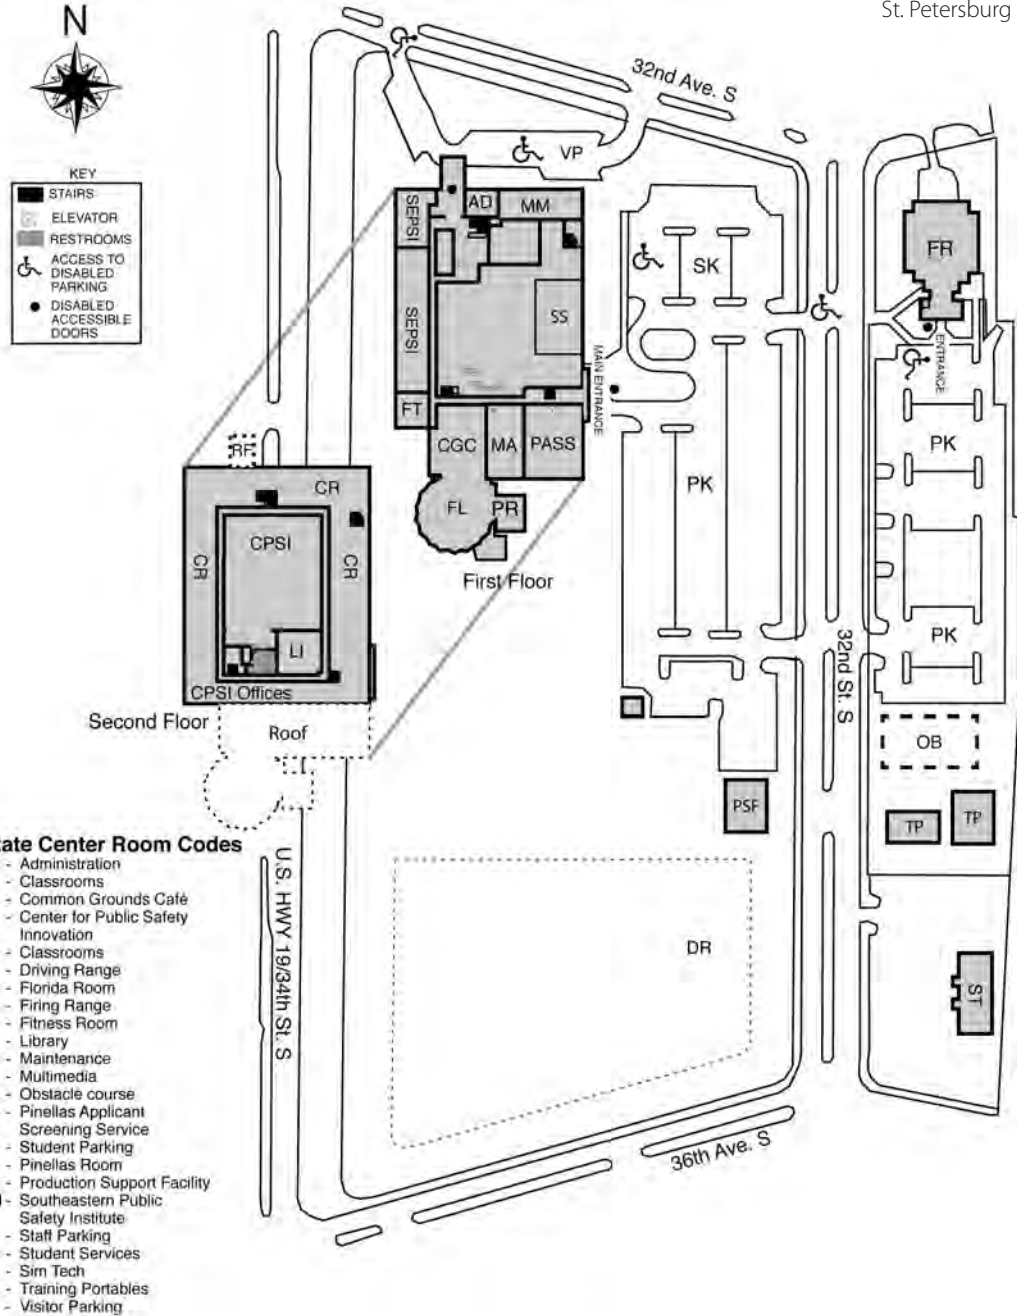 St. Petersburg
N
KEY
STAIRS
ELEVATOR
RESTROOMS
ACCESS TO
DISABLED
PARKING
DISABLED
ACCESSIBLE
DOORS
32nd Ave. S
VP
SEPSI
AD
MM
SEPSI
SS
FT
CGC
MA
PASS
FL
PR
First Floor
MAIN ENTRANCE
SK
PK
FR
ENTRANCE
PK
PK
32nd St. S
OB
TP
TP
PSF
DR
ST
RF
CR
CR
CPSI
CR
LI
CPSI Offices
Second Floor
Roof
U.S. HWY. 19/34th St. S
36th Ave. S
ate Center Room Codes
- Administration
- Classrooms
- Common Grounds Café
- Center for Public Safety
Innovation
- Classrooms
- Driving Range
- Florida Room
- Firing Range
- Fitness Room
- Library
- Maintenance
- Multimedia
- Obstacle course
- Pinellas Applicant
Screening Service
- Student Parking
- Pinellas Room
- Production Support Facility
- Southeastern Public
Safety Institute
- Staff Parking
- Student Services
- Sim Tech
- Training Portables
- Visitor Parking